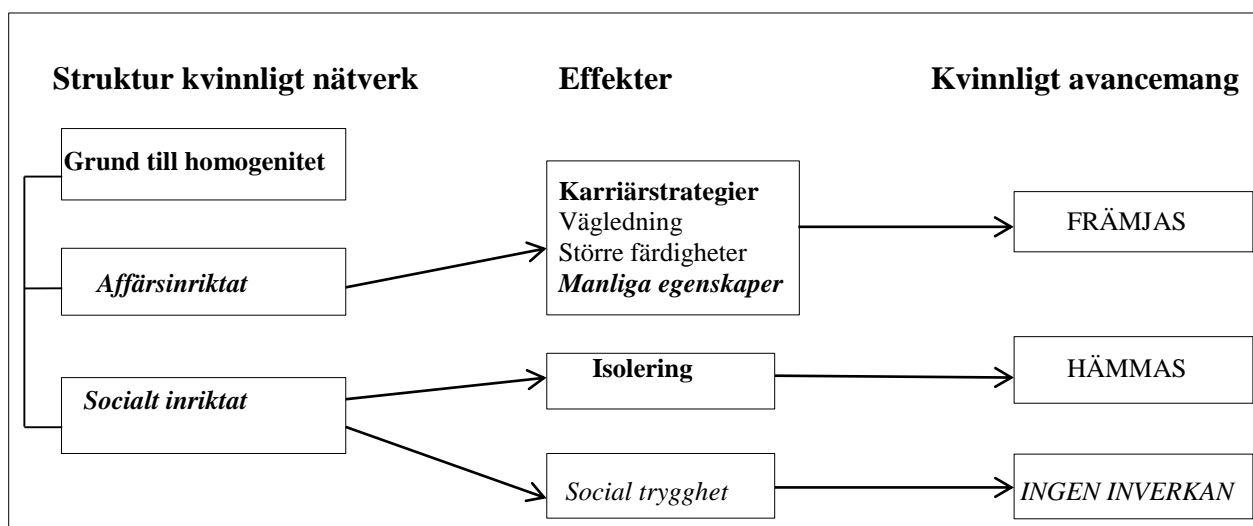 Struktur kvinnligt nätverk
Effekter
Kvinnligt avancemang
Grund till homogenitet
Affärsinriktat
Socialt inriktat
Karriärstrategier
Vägledning
Större färdigheter
Manliga egenskaper
Isolering
Social trygghet
FRÄMJAS
HÄMMAS
INGEN INVERKAN